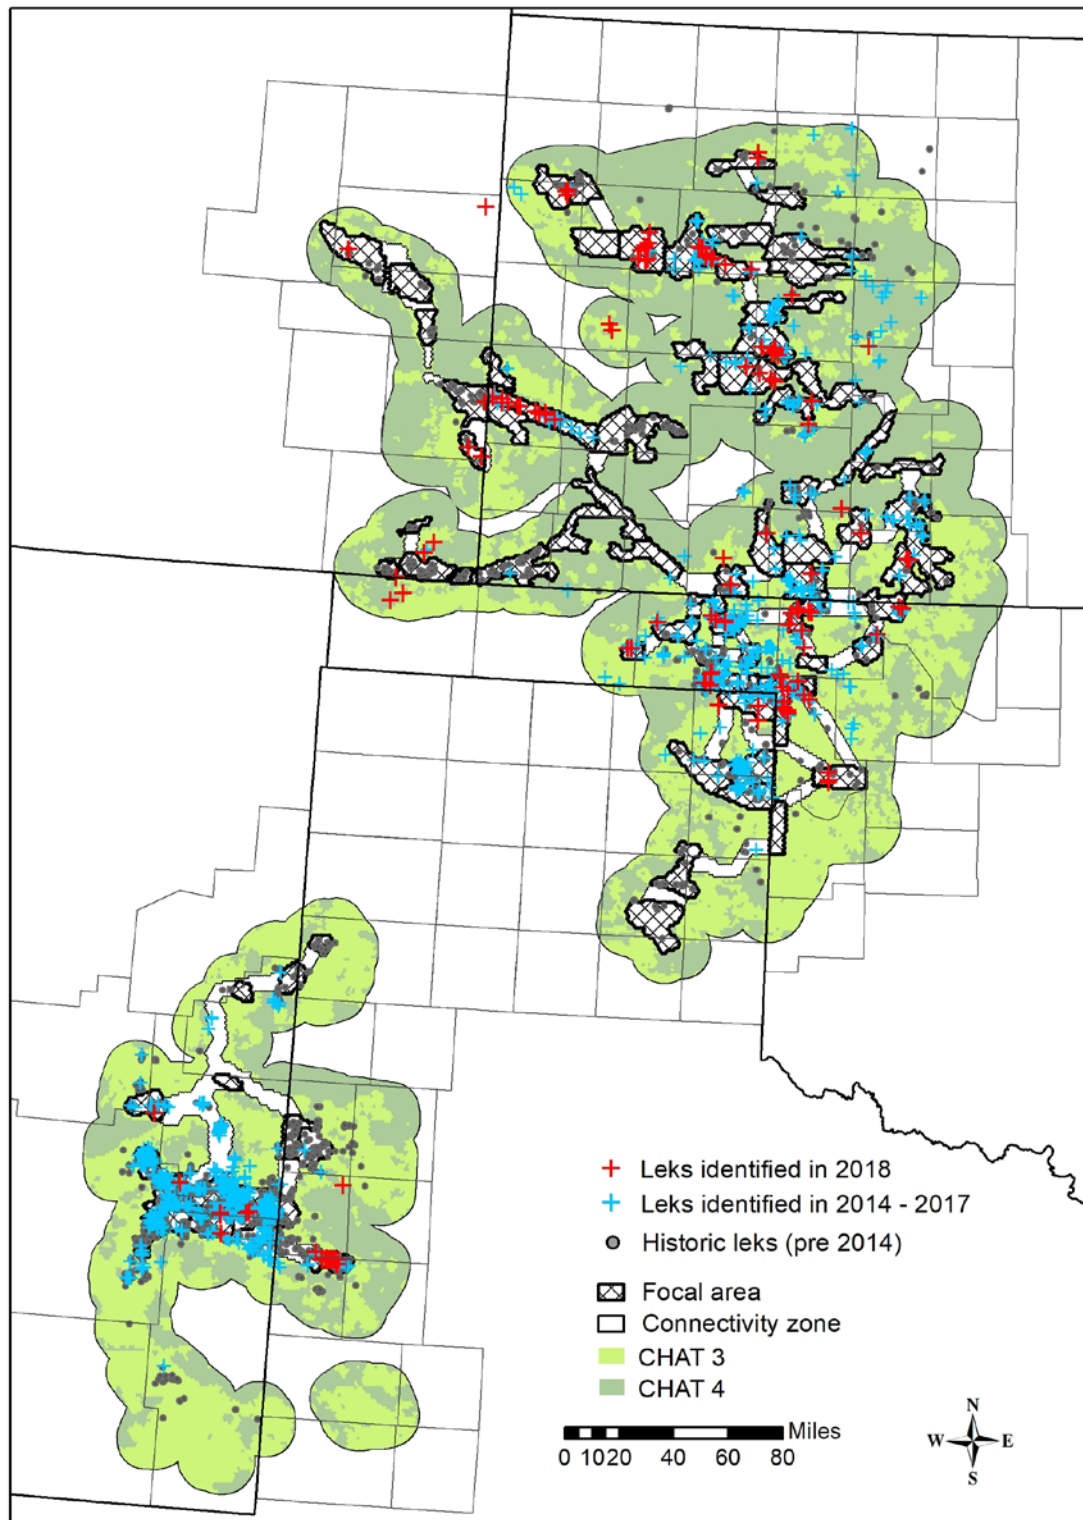 Leks identified in 2018
Leks identified in 2014 - 2017
Historic leks (pre 2014)
Focal area
Connectivity zone
CHAT 3
CHAT 4
Miles
0 10 20 40 60 80
N
W E
S